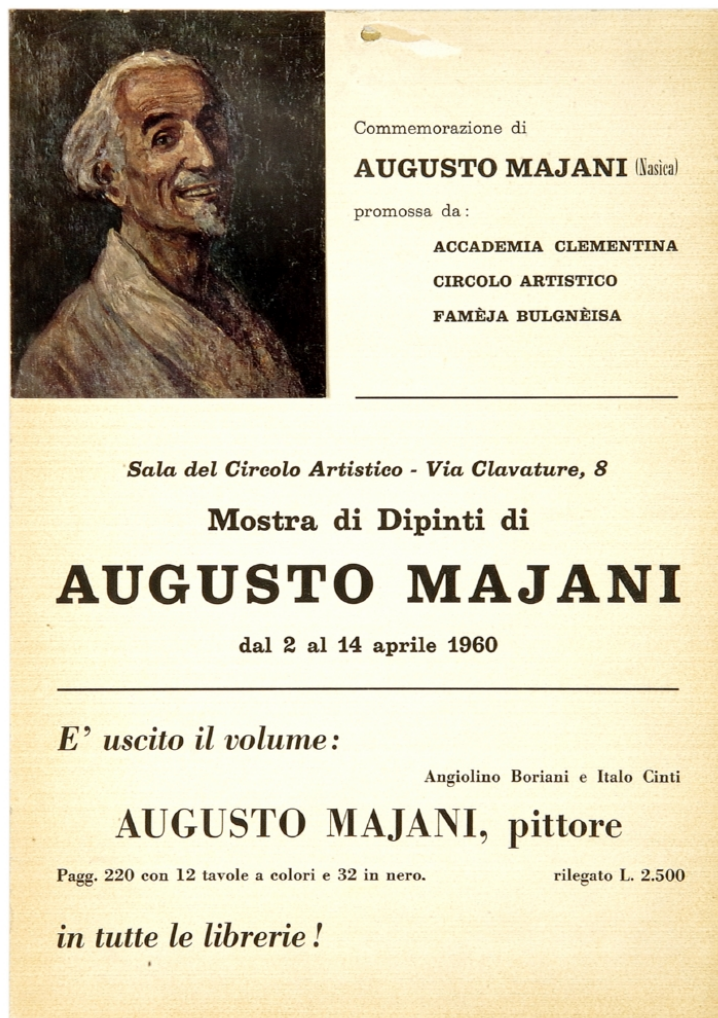 Commemorazione di
AUGUSTO MAJANI (Nasica)
promossa da:
ACCADEMIA CLEMENTINA
CIRCOLO ARTISTICO
FAMÈJA BULGNÈISA
Sala del Circolo Artistico - Via Clavature, 8
Mostra di Dipinti di
AUGUSTO MAJANI
dal 2 al 14 aprile 1960
E' uscito il volume:
Angiolino Boriani e Italo Cinti
AUGUSTO MAJANI, pittore
Pagg. 220 con 12 tavole a colori e 32 in nero. rilegato L. 2.500
in tutte le librerie!